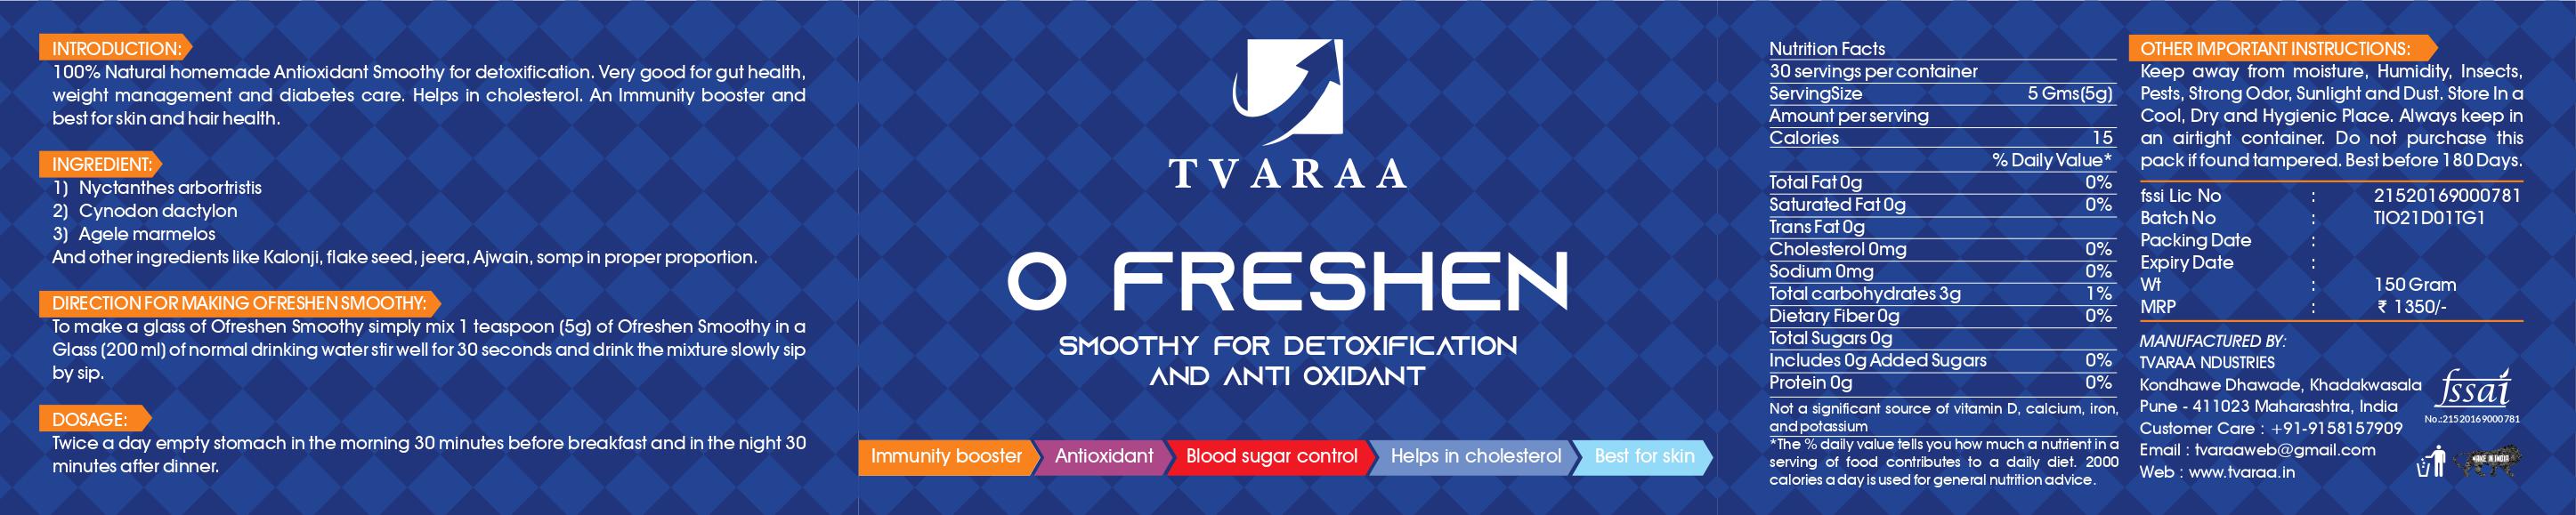 INTRODUCTION:
100% Natural homemade Antioxidant Smoothy for detoxification. Very good for gut health,
weight management and diabetes care. Helps in cholesterol. An Immunity booster and
best for skin and hair health.
INGREDIENT:
1) Nyctanthes arbortristis
2) Cynodon dactylon
3) Agele marmelos
And other ingredients like Kalonji, flake seed, jeera, Ajwain, somp in proper proportion.
DIRECTION FOR MAKING OFRESHEN SMOOTHY:
To make a glass of Ofreshen Smoothy simply mix 1 teaspoon (5g) of Ofreshen Smoothy in a
Glass (200 ml) of normal drinking water stir well for 30 seconds and drink the mixture slowly sip
by sip.
DOSAGE:
Twice a day empty stomach in the morning 30 minutes before breakfast and in the night 30
minutes after dinner.
TVARAA
O FRESHEN
SMOOTHY FOR DETOXIFICATION
AND ANTI OXIDANT
Immunity booster Antioxidant Blood sugar control Helps in cholesterol Best for skin
Nutrition Facts
30 servings per container
ServingSize 5 Gms(5g)
Amount per serving
Calories 15
% Daily Value*
Total Fat 0g 0%
Saturated Fat 0g 0%
Trans Fat 0g
Cholesterol 0mg 0%
Sodium 0mg 0%
Total carbohydrates 3g 1%
Dietary Fiber 0g 0%
Total Sugars 0g
Includes 0g Added Sugars 0%
Protein 0g 0%
Not a significant source of vitamin D, calcium, iron,
and potassium
*The % daily value tells you how much a nutrient in a
serving of food contributes to a daily diet. 2000
calories a day is used for general nutrition advice.
OTHER IMPORTANT INSTRUCTIONS:
Keep away from moisture, Humidity, Insects,
Pests, Strong Odor, Sunlight and Dust. Store In a
Cool, Dry and Hygienic Place. Always keep in
an airtight container. Do not purchase this
pack if found tampered. Best before 180 Days.
fssi Lic No : 21520169000781
Batch No : TIO21D01TG1
Packing Date :
Expiry Date :
Wt : 150 Gram
MRP : ₹ 1350/-
MANUFACTURED BY:
TVARAA NDUSTRIES
Kondhawe Dhawade, Khadakwasala
Pune - 411023 Maharashtra, India
Customer Care : +91-9158157909
Email : tvaraaweb@gmail.com
Web : www.tvaraa.in
fssai
No.:21520169000781
MAKE IN INDIA